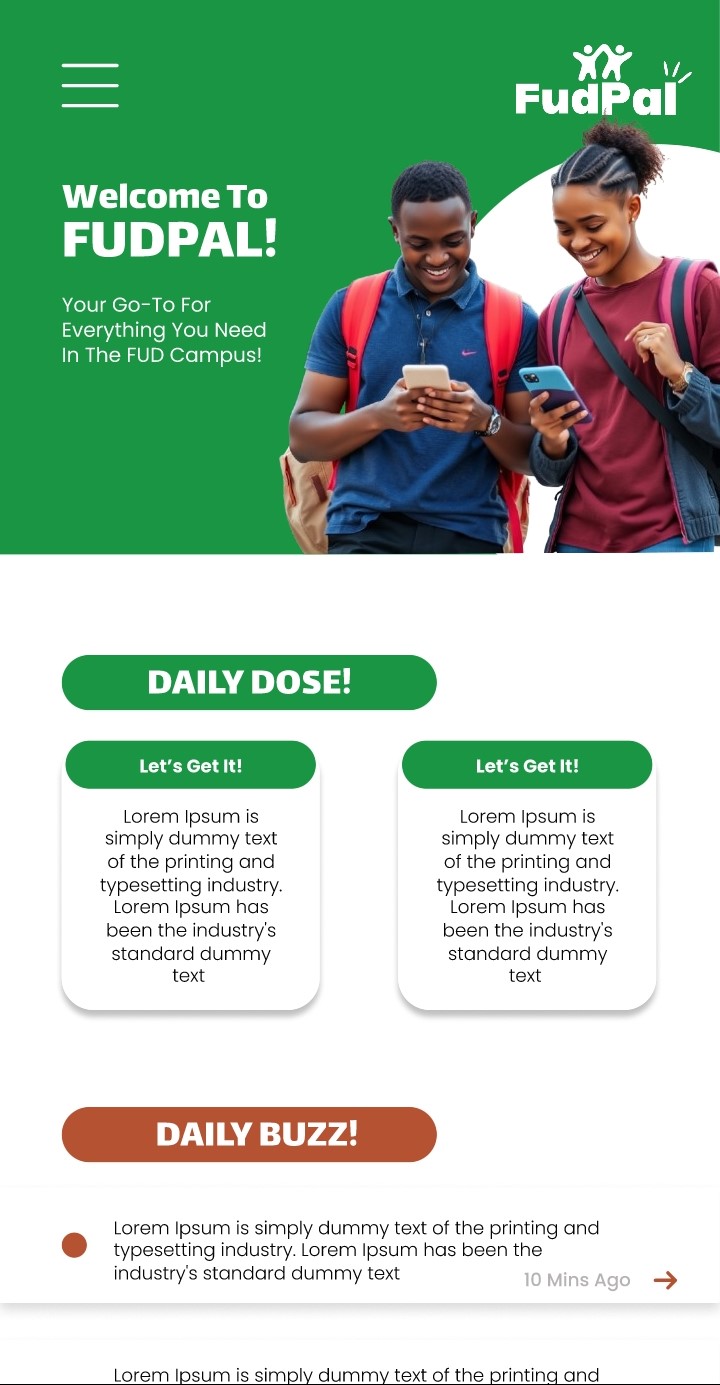 FudPal
Welcome To
FUDPAL!
Your Go-To For
Everything You Need
In The FUD Campus!
DAILY DOSE!
Let's Get It!
Lorem Ipsum is
simply dummy text
of the printing and
typesetting industry.
Lorem Ipsum has
been the industry's
standard dummy
text
Let's Get It!
Lorem Ipsum is
simply dummy text
of the printing and
typesetting industry.
Lorem Ipsum has
been the industry's
standard dummy
text
DAILY BUZZ!
Lorem Ipsum is simply dummy text of the printing and
typesetting industry. Lorem Ipsum has been the
industry's standard dummy text
10 Mins Ago
Lorem Ipsum is simply dummy text of the printing and